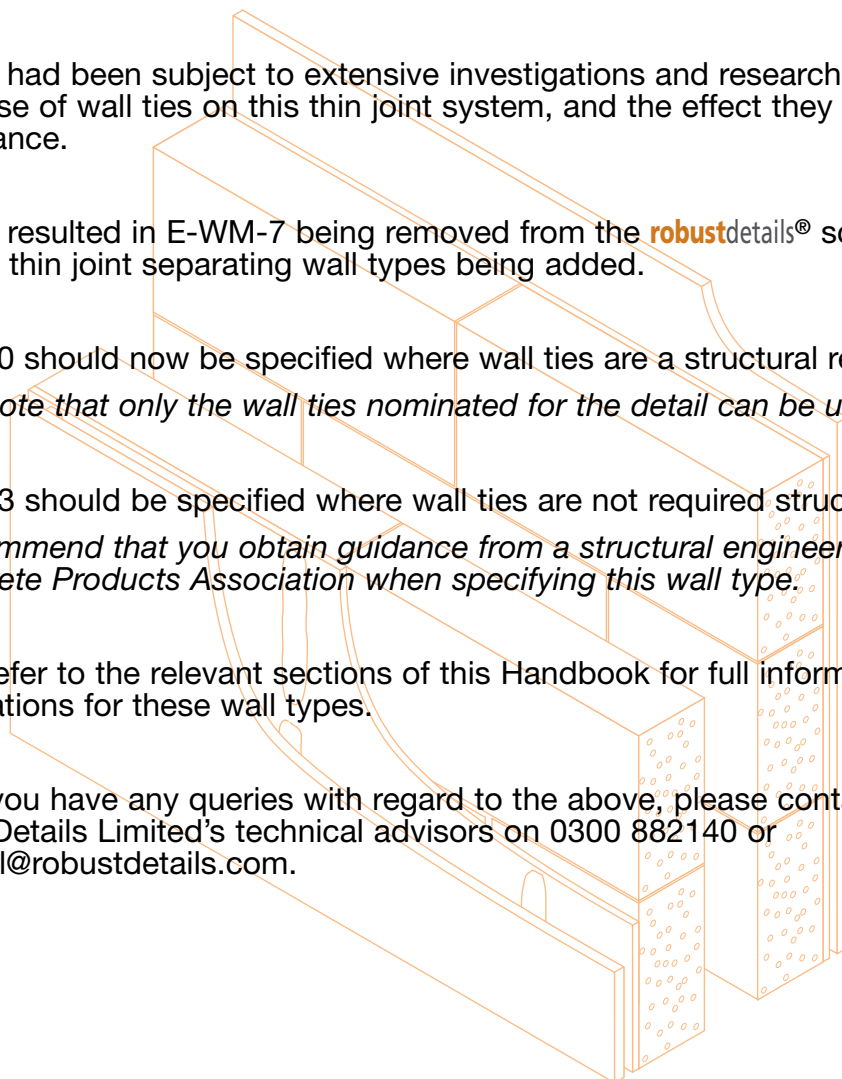 had been subject to extensive investigations and research
se of wall ties on this thin joint system, and the effect they
ance.
resulted in E-WM-7 being removed from the robustdetails® sc
thin joint separating wall types being added.
0 should now be specified where wall ties are a structural re
ote that only the wall ties nominated for the detail can be u
3 should be specified where wall ties are not required struc
mmend that you obtain guidance from a structural engineer
ete Products Association when specifying this wall type.
efer to the relevant sections of this Handbook for full inform
ations for these wall types.
you have any queries with regard to the above, please conta
Details Limited’s technical advisors on 0300 882140 or
l@robustdetails.com.